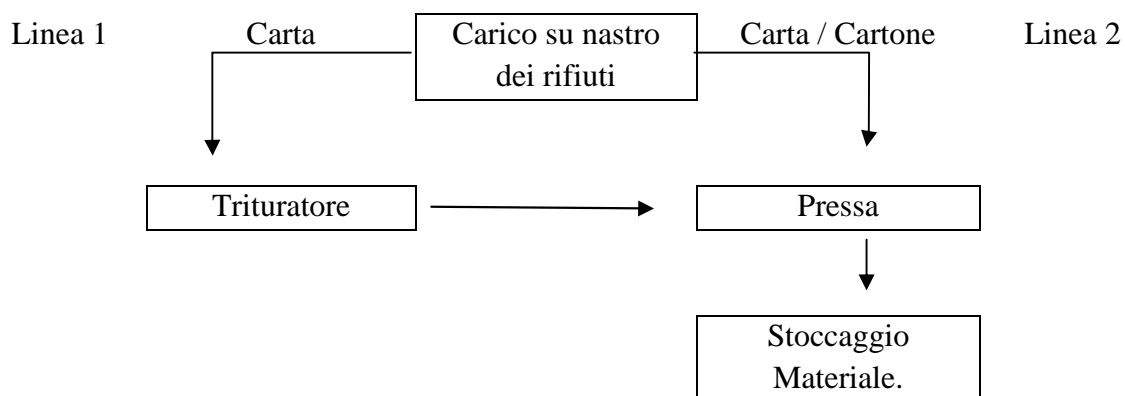 Linea 1
Carta
Carico su nastro
dei rifiuti
Carta / Cartone
Linea 2
Trituratore
Pressa
Stoccaggio
Materiale.